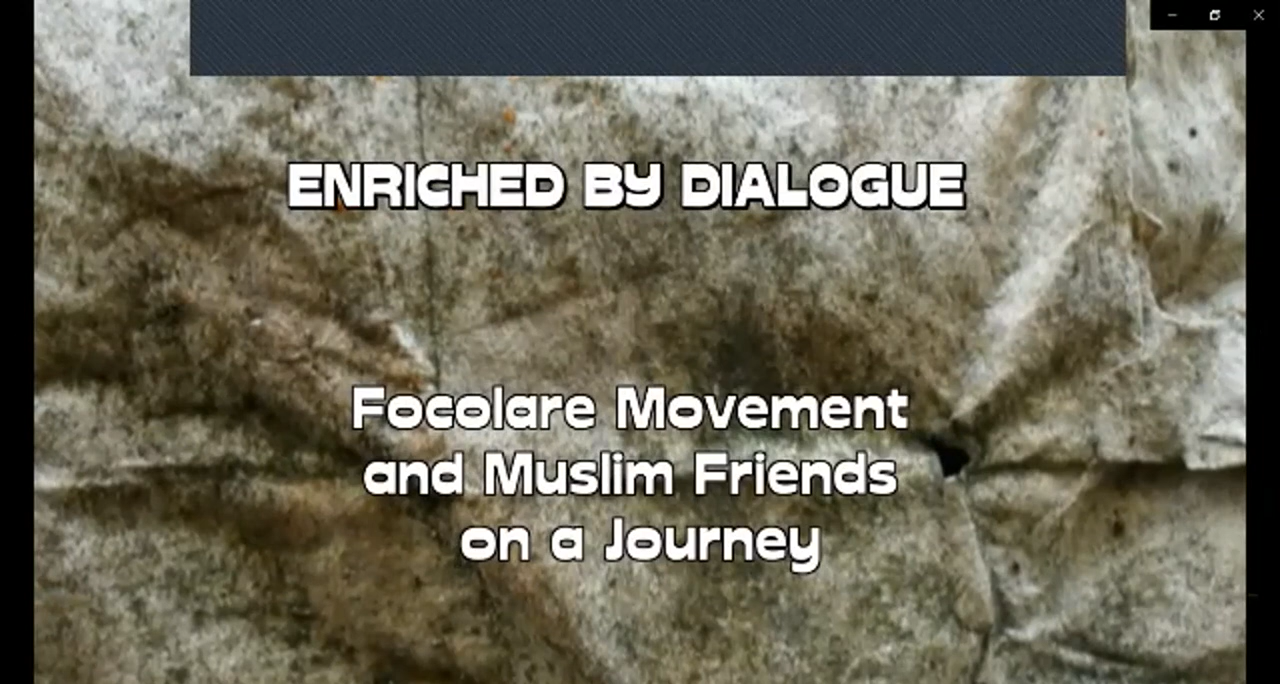 ENRICHED BY DIALOGUE
Focolare Movement
and Muslim Friends
on a Journey